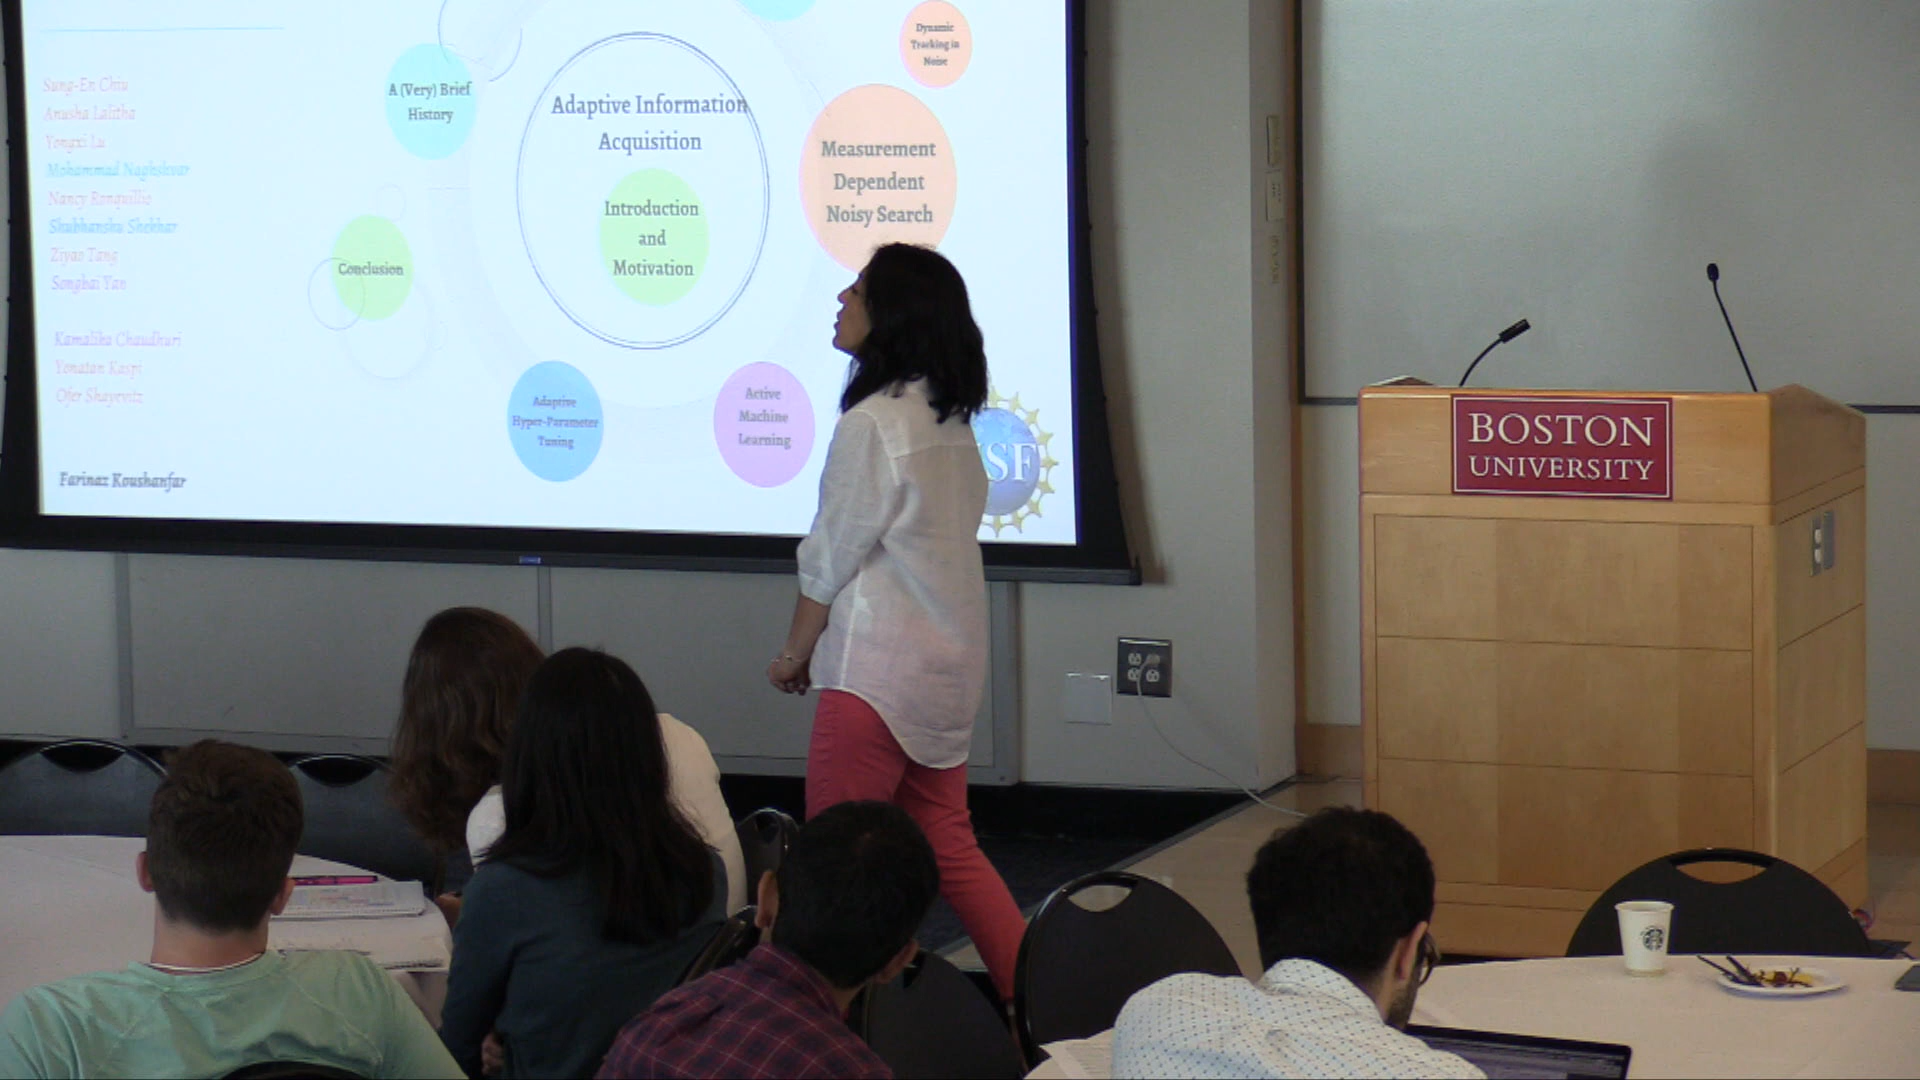 Sung-En Chiu
Anusha Lalitha
Yongxi Lu
Mohammad Naghshvar
Nancy Ronquillio
Shubhanshu Shekhar
Ziyao Tang
Songbai Yan
Kamalika Chaudhuri
Yonatan Kaspi
Ofer Shayevitz
Farinaz Koushanfar
A (Very) Brief
History
Conclusion
Adaptive Information
Acquisition
Introduction
and
Motivation
Dynamic
Tracking in
Noise
Measurement
Dependent
Noisy Search
Adaptive
Hyper-Parameter
Tuning
Active
Machine
Learning
SF
BOSTON
UNIVERSITY